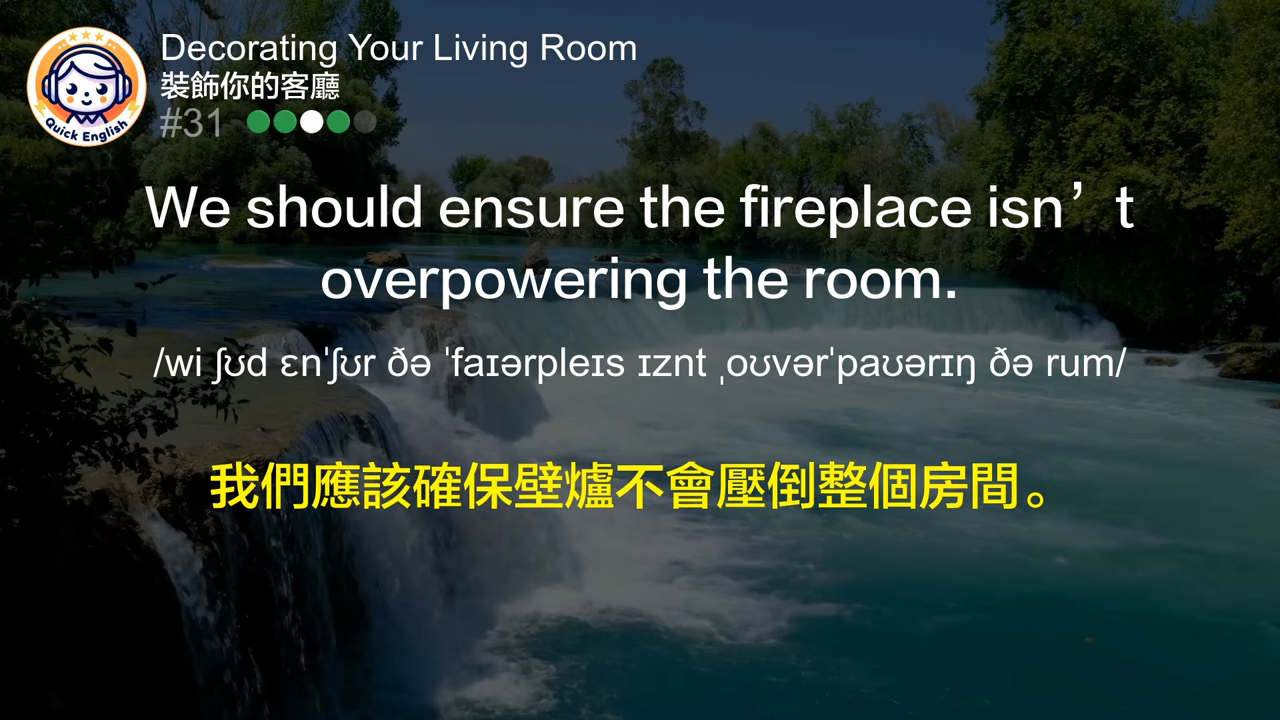 Decorating Your Living Room
裝飾你的客廳
#31
Quick English
We should ensure the fireplace isn’t
overpowering the room.
/wi ʃʊd ɛnˈʃʊr ðə ˈfaɪərpleɪs ɪznt ˌoʊvərˈpaʊərɪŋ ðə rum/
我們應該確保壁爐不會壓倒整個房間。